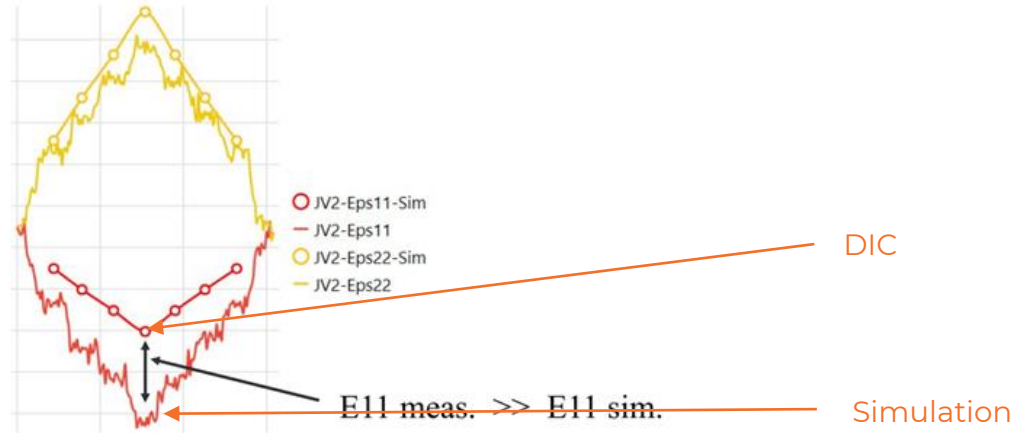 JV2-Eps11-Sim
JV2-Eps11
JV2-Eps22-Sim
JV2-Eps22
DIC
E11 meas. >> E11 sim.
Simulation